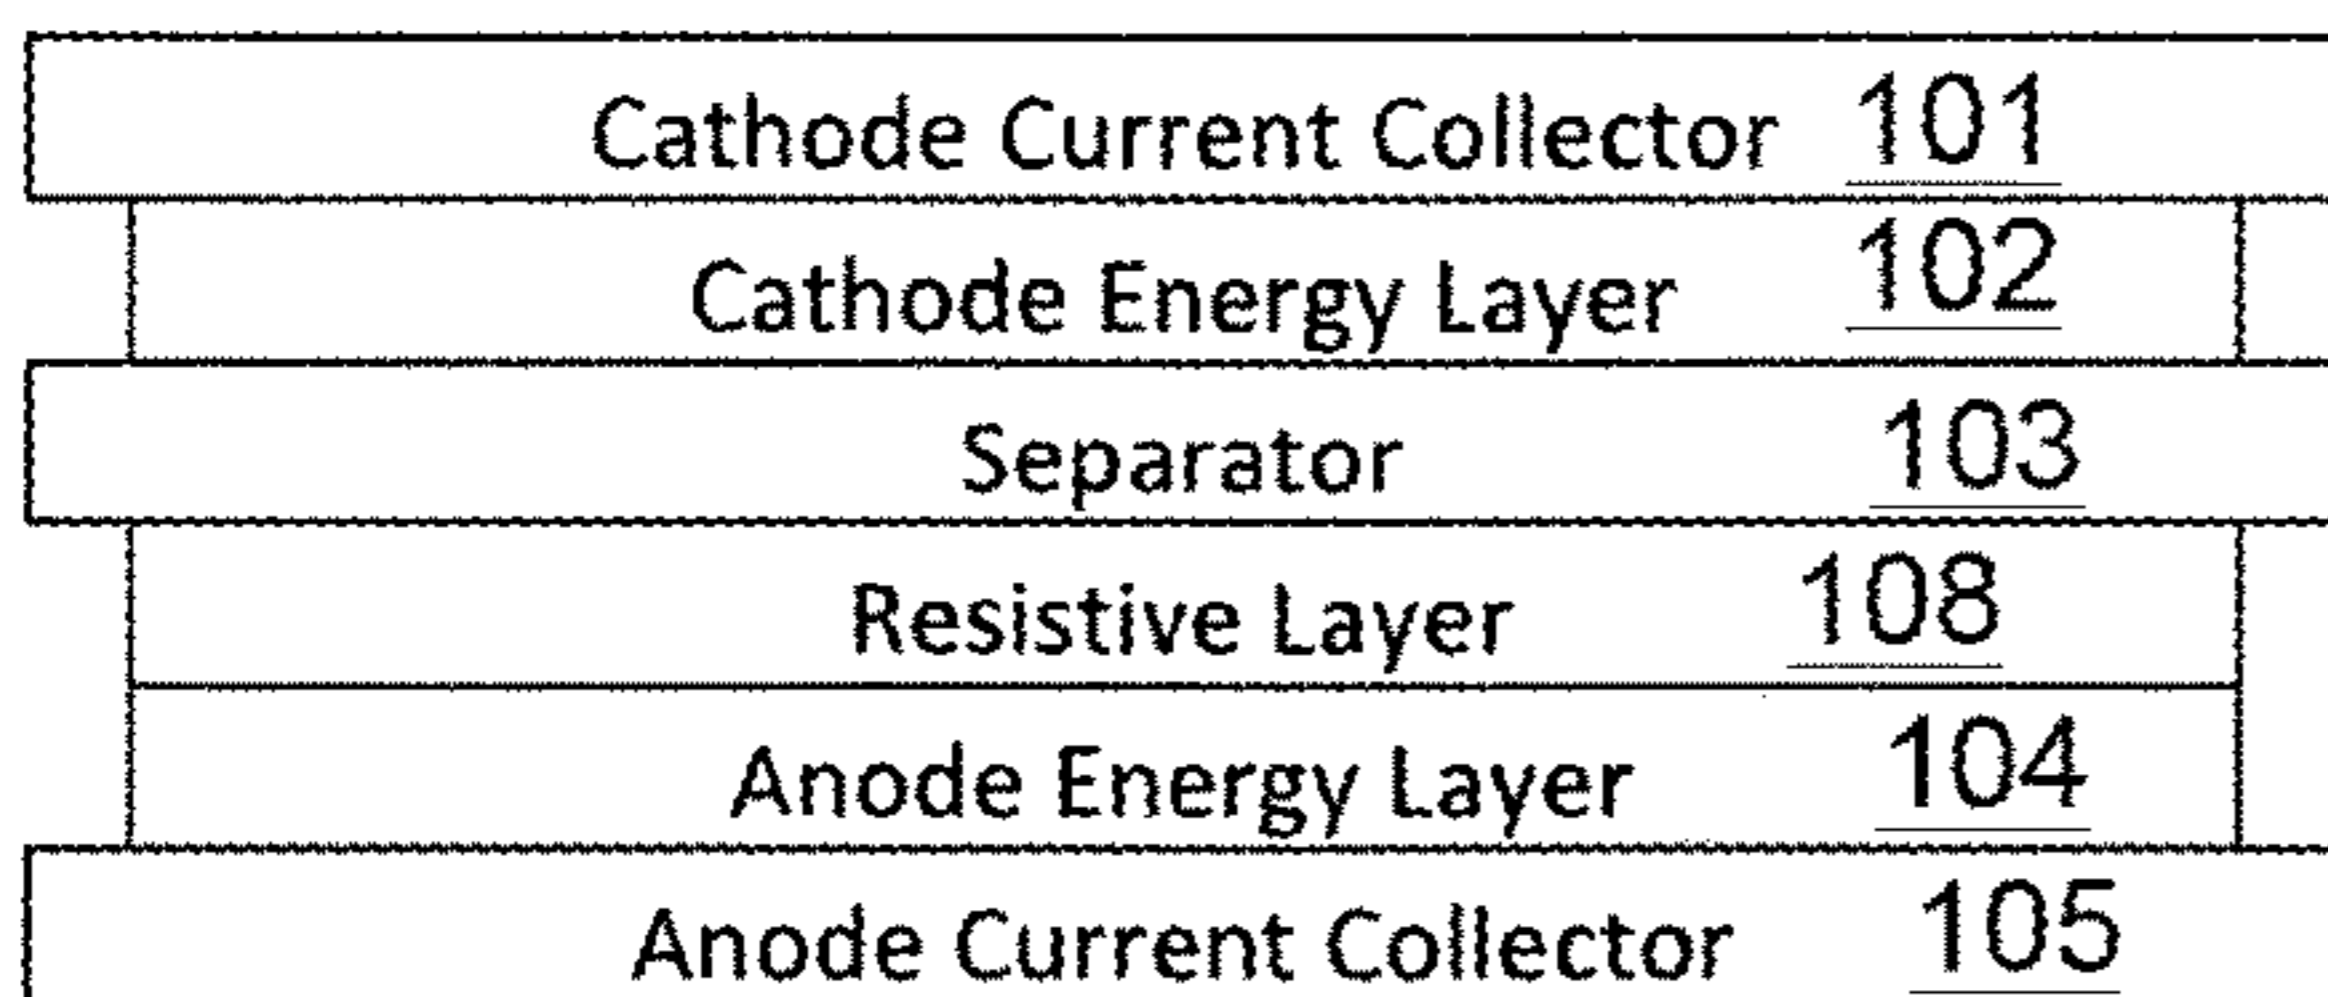 Cathode Current Collector 101
Cathode Energy Layer 102
Separator 103
Resistive Layer 108
Anode Energy Layer 104
Anode Current Collector 105